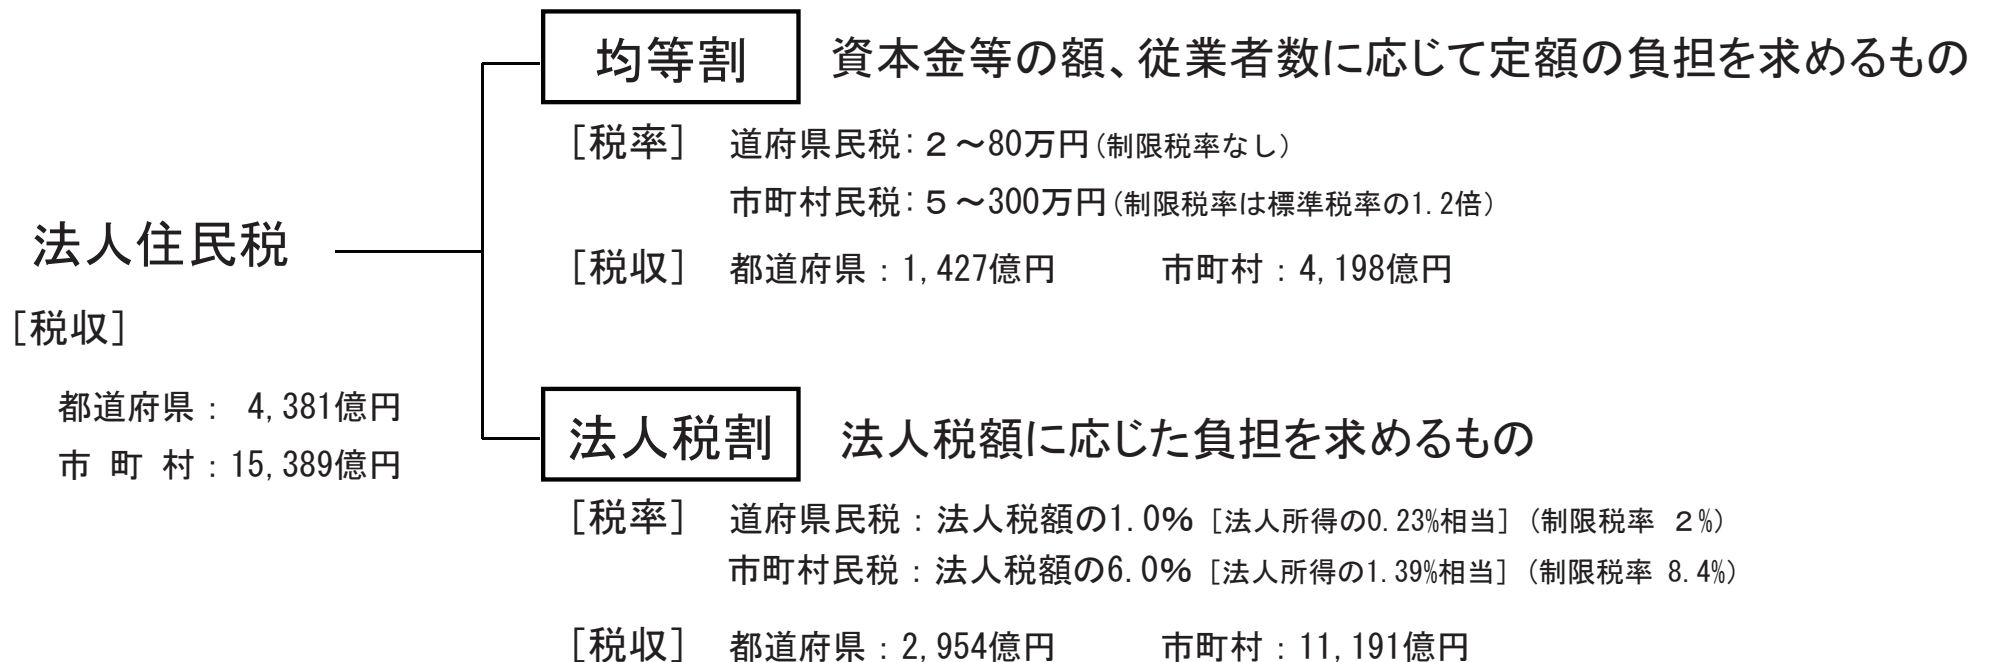 均等割 資本金等の額、従業者数に応じて定額の負担を求めるもの
[税率] 道府県民税：２～80万円(制限税率なし)
市町村民税：５～300万円(制限税率は標準税率の1.2倍)
[税収] 都道府県：1,427億円 市町村：4,198億円
法人住民税
[税収]
都道府県： 4,381億円
市 町 村：15,389億円
法人税割 法人税額に応じた負担を求めるもの
[税率] 道府県民税：法人税額の1.0% [法人所得の0.23%相当] (制限税率 ２%)
市町村民税：法人税額の6.0% [法人所得の1.39%相当] (制限税率 8.4%)
[税収] 都道府県：2,954億円 市町村：11,191億円